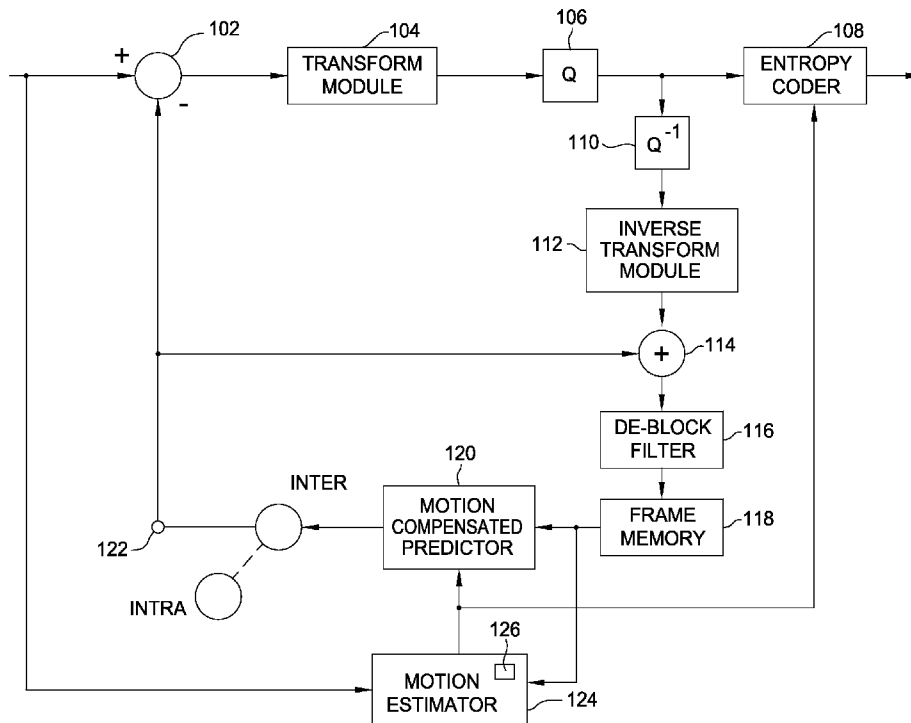 102
104
106
108
+
-
TRANSFORM
MODULE
Q
ENTROPY
CODER
110
Q-1
112
INVERSE
TRANSFORM
MODULE
+
114
DE-BLOCK
FILTER
116
120
INTER
MOTION
COMPENSATED
PREDICTOR
FRAME
MEMORY
118
122
INTRA
126
MOTION
ESTIMATOR
124